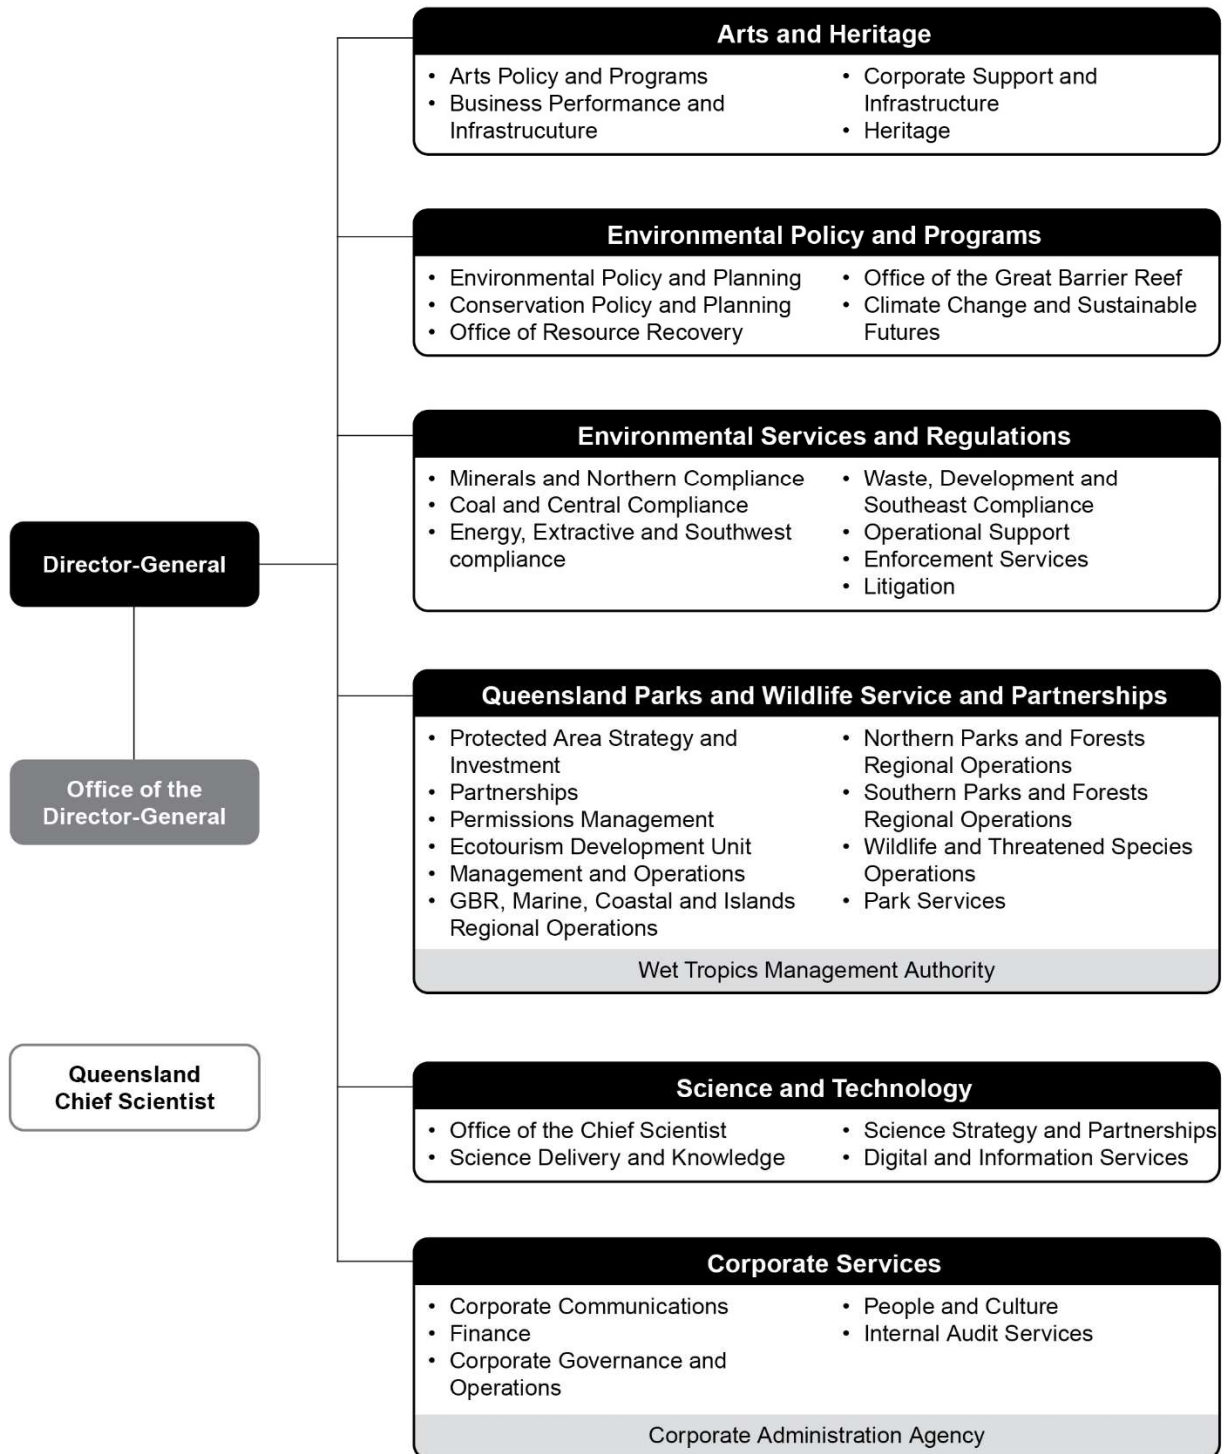 Arts and Heritage
• Arts Policy and Programs
• Business Performance and
Infrastrucuture
• Corporate Support and
Infrastructure
• Heritage
Environmental Policy and Programs
• Environmental Policy and Planning
• Conservation Policy and Planning
• Office of Resource Recovery
• Office of the Great Barrier Reef
• Climate Change and Sustainable
Futures
Environmental Services and Regulations
• Minerals and Northern Compliance
• Coal and Central Compliance
• Energy, Extractive and Southwest
compliance
• Waste, Development and
Southeast Compliance
• Operational Support
• Enforcement Services
• Litigation
Director-General
Office of the
Director-General
Queensland Parks and Wildlife Service and Partnerships
• Protected Area Strategy and
Investment
• Partnerships
• Permissions Management
• Ecotourism Development Unit
• Management and Operations
• GBR, Marine, Coastal and Islands
Regional Operations
• Northern Parks and Forests
Regional Operations
• Southern Parks and Forests
Regional Operations
• Wildlife and Threatened Species
Operations
• Park Services
Wet Tropics Management Authority
Queensland
Chief Scientist
Science and Technology
• Office of the Chief Scientist
• Science Delivery and Knowledge
• Science Strategy and Partnerships
• Digital and Information Services
Corporate Services
• Corporate Communications
• Finance
• Corporate Governance and
Operations
• People and Culture
• Internal Audit Services
Corporate Administration Agency